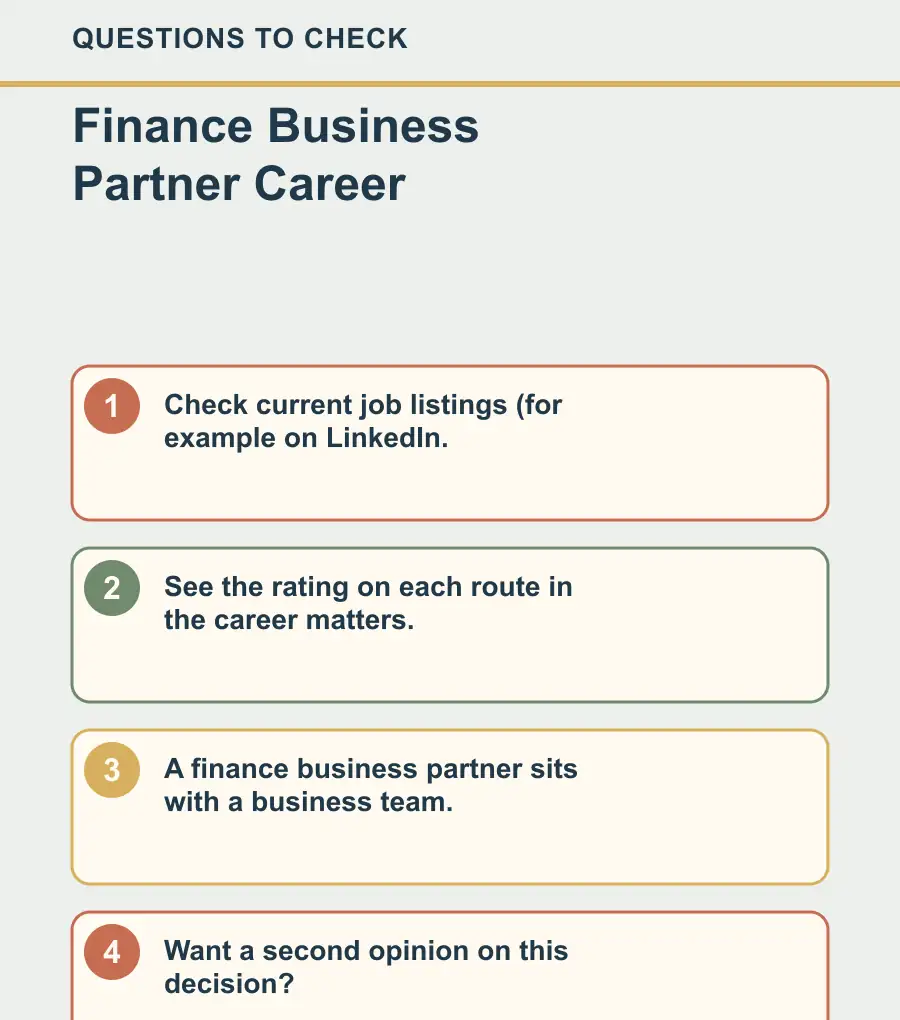 QUESTIONS TO CHECK
Finance Business
Partner Career
1
Check current job listings (for
example on LinkedIn.
2
See the rating on each route in
the career matters.
3
A finance business partner sits
with a business team.
4
Want a second opinion on this
decision?